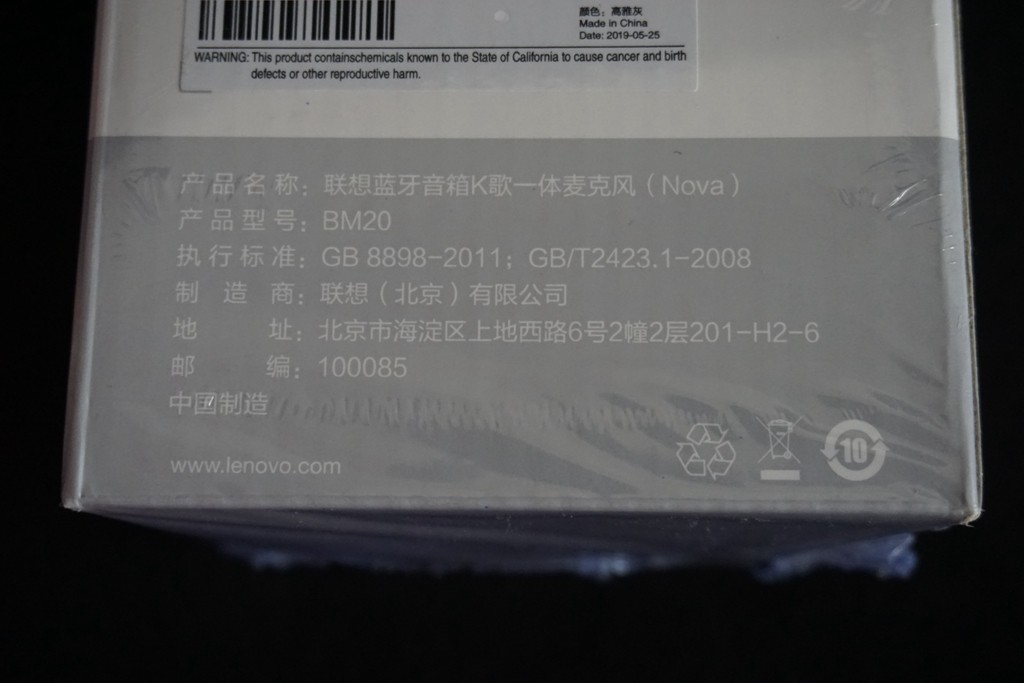 颜色：高雅灰
Made in China
Date: 2019-05-25
WARNING: This product containschemicals known to the State of California to cause cancer and birth
defects or other reproductive harm.
产品名称：联想蓝牙音箱K歌一体麦克风（Nova）
产品型号：BM20
执行标准：GB 8898-2011；GB/T2423.1-2008
制造商：联想（北京）有限公司
地址：北京市海淀区上地西路6号2幢2层201-H2-6
邮编：100085
中国制造
10
www.lenovo.com